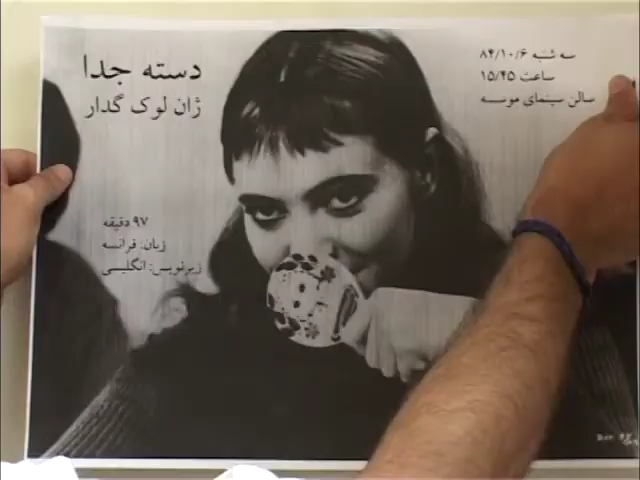 دسته جدا
ژان لوک گدار
سه شنبه ۸۴/۱۰/۶
ساعت ۱۵/۴۵
سالن سینمای موسسه
۹۷ دقیقه
زبان: فرانسه
زیرنویس: انگلیسی